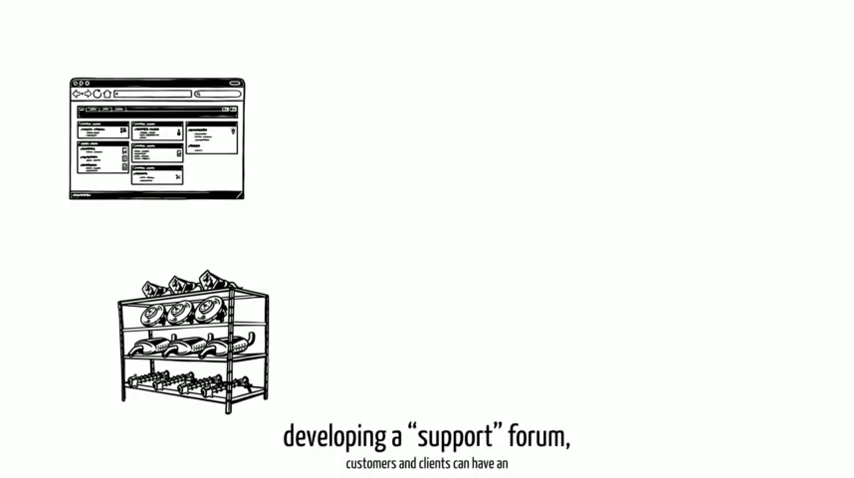 developing a “support” forum,
customers and clients can have an